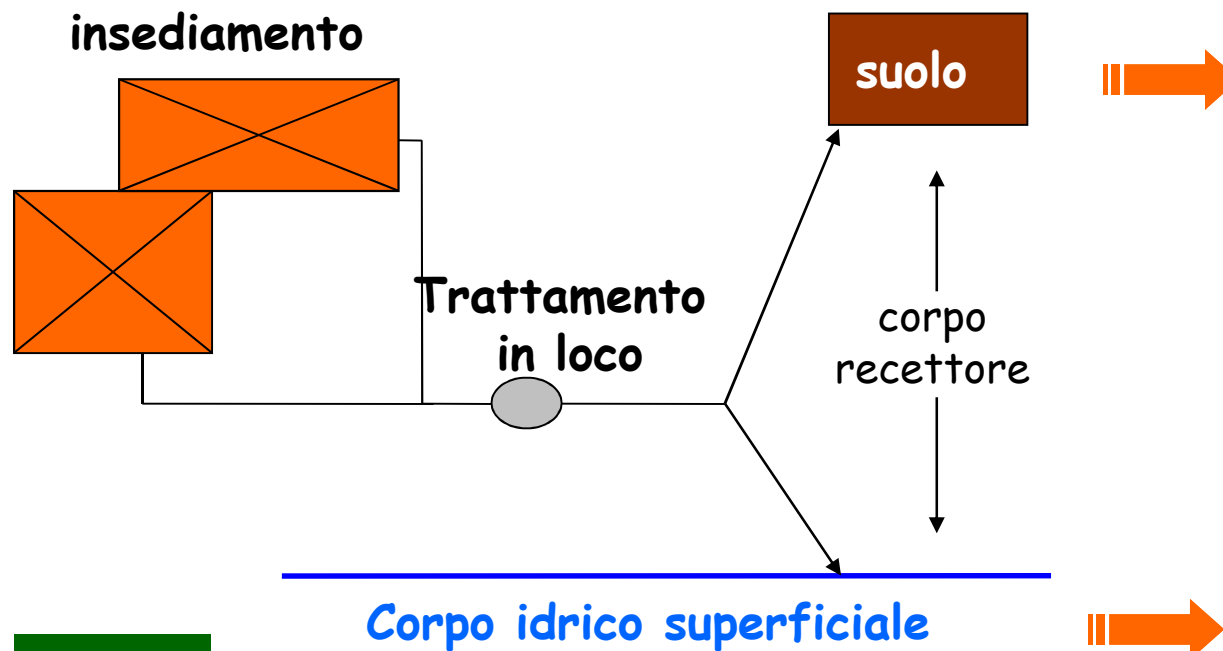 insediamento
suolo
Trattamento
in loco
corpo
recettore
Corpo idrico superficiale